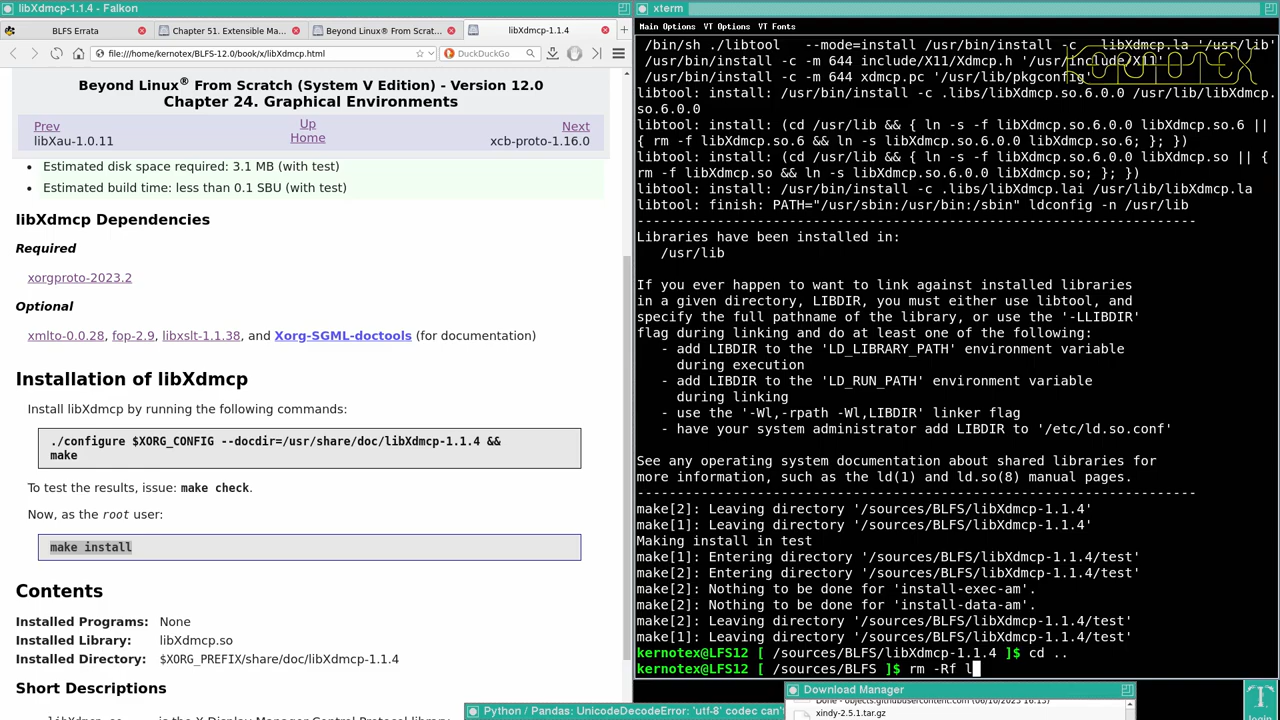 libXdmcp-1.1.4 - Falkon
BLFS Errata
Chapter 51. Extensible Ma...
Beyond Linux® From Scrat...
libXdmcp-1.1.4
file:///home/kernotex/BLFS-12.0/book/x/libXdmcp.html
DuckDuckGo
Beyond Linux® From Scratch (System V Edition) - Version 12.0
Chapter 24. Graphical Environments
Prev
Up
Next
libXau-1.0.11
Home
xcb-proto-1.16.0
Estimated disk space required: 3.1 MB (with test)
Estimated build time: less than 0.1 SBU (with test)
libXdmcp Dependencies
Required
xorgproto-2023.2
Optional
xmlto-0.0.28, fop-2.9, libxslt-1.1.38, and Xorg-SGML-doctools (for documentation)
Installation of libXdmcp
Install libXdmcp by running the following commands:
./configure $XORG_CONFIG --docdir=/usr/share/doc/libXdmcp-1.1.4 &&
make
To test the results, issue: make check.
Now, as the root user:
make install
Contents
Installed Programs: None
Installed Library: libXdmcp.so
Installed Directory: $XORG_PREFIX/share/doc/libXdmcp-1.1.4
Short Descriptions
xterm
Main Options VT Options VT Fonts
/bin/sh ./libtool --mode=install /usr/bin/install -c libXdmcp.la '/usr/lib'
/usr/bin/install -c -m 644 include/X11/Xdmcp.h '/usr/include/X11'
/usr/bin/install -c -m 644 xdmcp.pc '/usr/lib/pkgconfig'
KERNOTEX
libtool: install: /usr/bin/install -c .libs/libXdmcp.so.6.0.0 /usr/lib/libXdmcp.
so.6.0.0
libtool: install: (cd /usr/lib && { ln -s -f libXdmcp.so.6.0.0 libXdmcp.so.6 ||
{ rm -f libXdmcp.so.6 && ln -s libXdmcp.so.6.0.0 libXdmcp.so.6; }; })
libtool: install: (cd /usr/lib && { ln -s -f libXdmcp.so.6.0.0 libXdmcp.so || {
rm -f libXdmcp.so && ln -s libXdmcp.so.6.0.0 libXdmcp.so; }; })
libtool: install: /usr/bin/install -c .libs/libXdmcp.lai /usr/lib/libXdmcp.la
libtool: finish: PATH="/usr/sbin:/usr/bin:/sbin" ldconfig -n /usr/lib
----------------------------------------------------------------------
Libraries have been installed in:
/usr/lib
If you ever happen to want to link against installed libraries
in a given directory, LIBDIR, you must either use libtool, and
specify the full pathname of the library, or use the '-LLIBDIR'
flag during linking and do at least one of the following:
- add LIBDIR to the 'LD_LIBRARY_PATH' environment variable
during execution
- add LIBDIR to the 'LD_RUN_PATH' environment variable
during linking
- use the '-Wl,-rpath -Wl,LIBDIR' linker flag
- have your system administrator add LIBDIR to '/etc/ld.so.conf'
See any operating system documentation about shared libraries for
more information, such as the ld(1) and ld.so(8) manual pages.
----------------------------------------------------------------------
make[2]: Leaving directory '/sources/BLFS/libXdmcp-1.1.4'
make[1]: Leaving directory '/sources/BLFS/libXdmcp-1.1.4'
Making install in test
make[1]: Entering directory '/sources/BLFS/libXdmcp-1.1.4/test'
make[2]: Entering directory '/sources/BLFS/libXdmcp-1.1.4/test'
make[2]: Nothing to be done for 'install-exec-am'.
make[2]: Nothing to be done for 'install-data-am'.
make[2]: Leaving directory '/sources/BLFS/libXdmcp-1.1.4/test'
make[1]: Leaving directory '/sources/BLFS/libXdmcp-1.1.4/test'
kernotex@LFS12 [ /sources/BLFS/libXdmcp-1.1.4 ]$ cd ..
kernotex@LFS12 [ /sources/BLFS ]$ rm -Rf l
Download Manager
xindy-2.5.1.tar.gz
Python / Pandas: UnicodeDecodeError: 'utf-8' codec can't
login